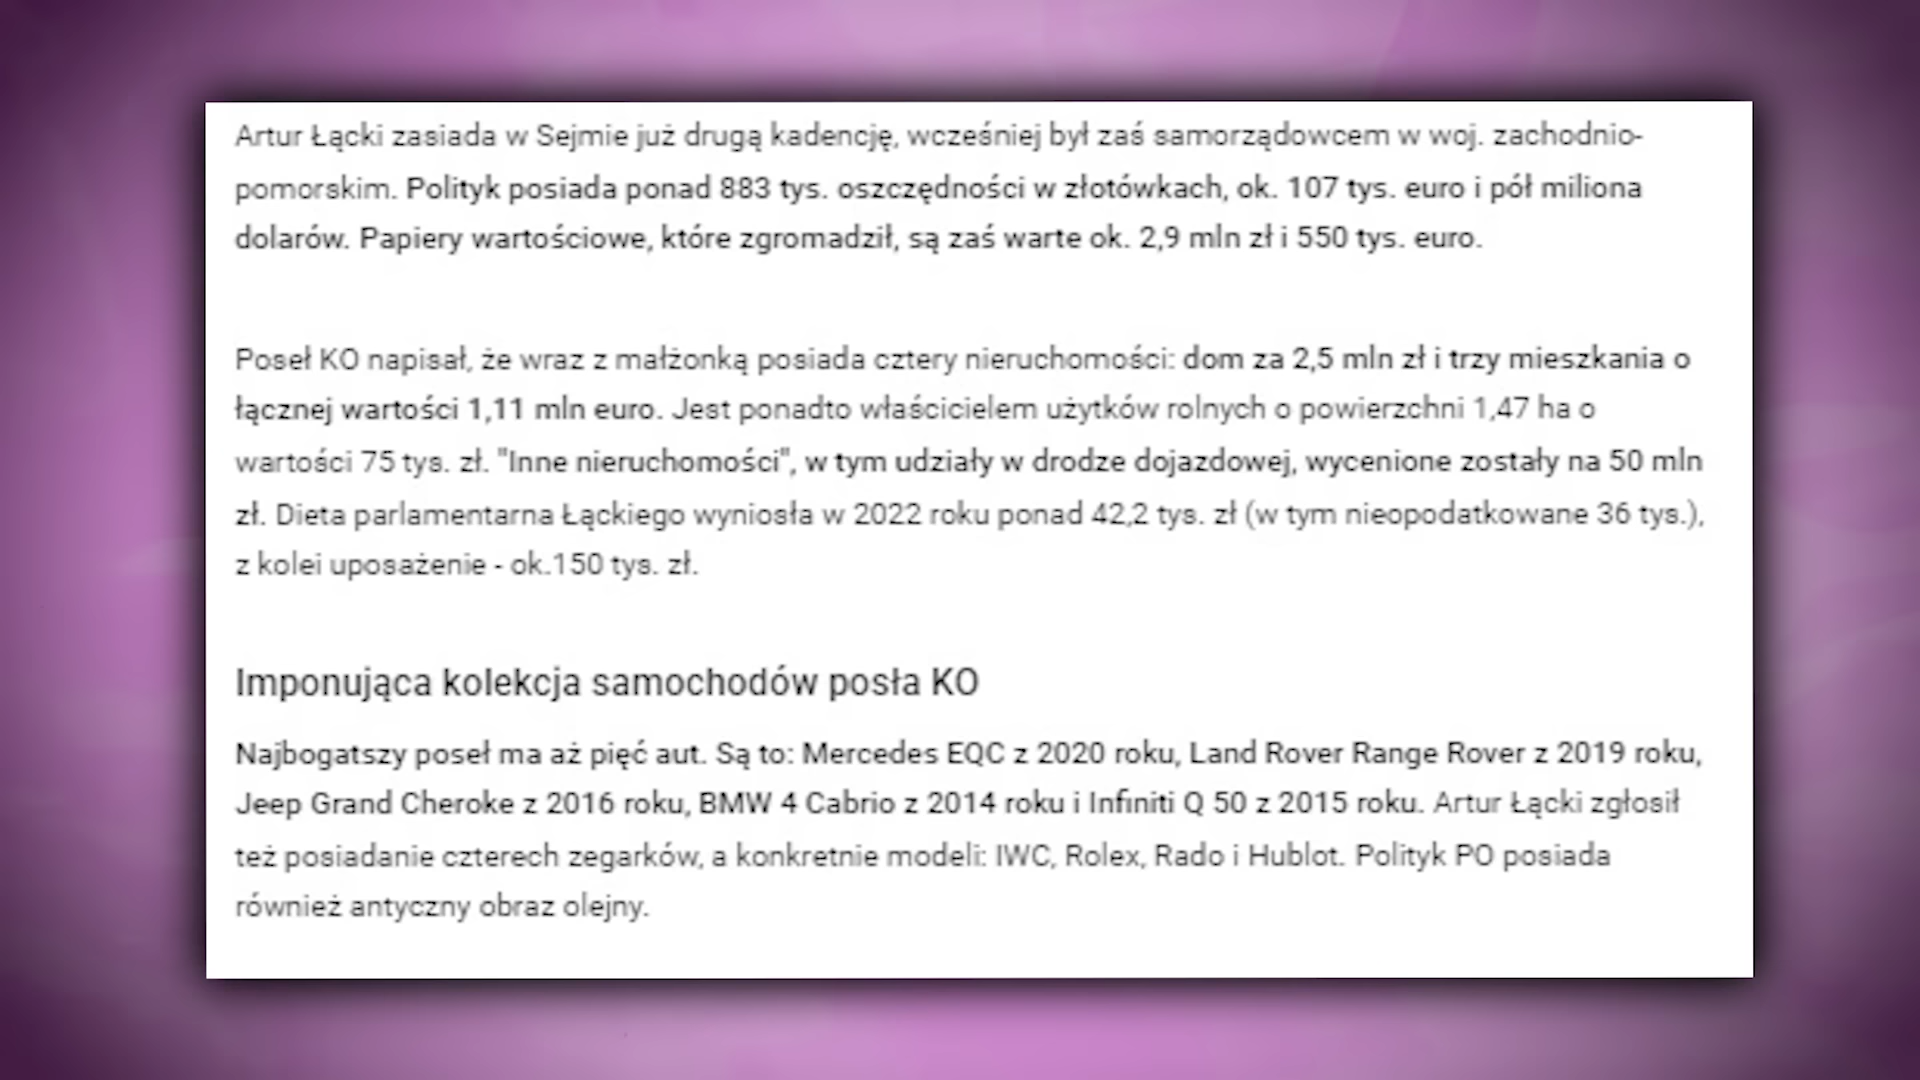 Artur Łącki zasiada w Sejmie już drugą kadencję, wcześniej był zaś samorządowcem w woj. zachodnio-
pomorskim. Polityk posiada ponad 883 tys. oszczędności w złotówkach, ok. 107 tys. euro i pół miliona
dolarów. Papiery wartościowe, które zgromadził, są zaś warte ok. 2,9 mln zł i 550 tys. euro.
Poseł KO napisał, że wraz z małżonką posiada cztery nieruchomości: dom za 2,5 mln zł i trzy mieszkania o
łącznej wartości 1,11 mln euro. Jest ponadto właścicielem użytków rolnych o powierzchni 1,47 ha o
wartości 75 tys. zł. "Inne nieruchomości", w tym udziały w drodze dojazdowej, wycenione zostały na 50 mln
zł. Dieta parlamentarna Łąckiego wyniosła w 2022 roku ponad 42,2 tys. zł (w tym nieopodatkowane 36 tys.),
z kolei uposażenie - ok.150 tys. zł.
Imponująca kolekcja samochodów posła KO
Najbogatszy poseł ma aż pięć aut. Są to: Mercedes EQC z 2020 roku, Land Rover Range Rover z 2019 roku,
Jeep Grand Cheroke z 2016 roku, BMW 4 Cabrio z 2014 roku i Infiniti Q 50 z 2015 roku. Artur Łącki zgłosił
też posiadanie czterech zegarków, a konkretnie modeli: IWC, Rolex, Rado i Hublot. Polityk PO posiada
również antyczny obraz olejny.